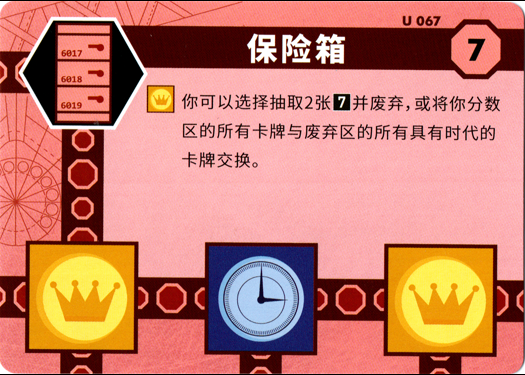 U 067
保险箱
7
6017
6018
6019
你可以选择抽取2张7并废弃，或将你分数
区的所有卡牌与废弃区的所有具有时代的
卡牌交换。